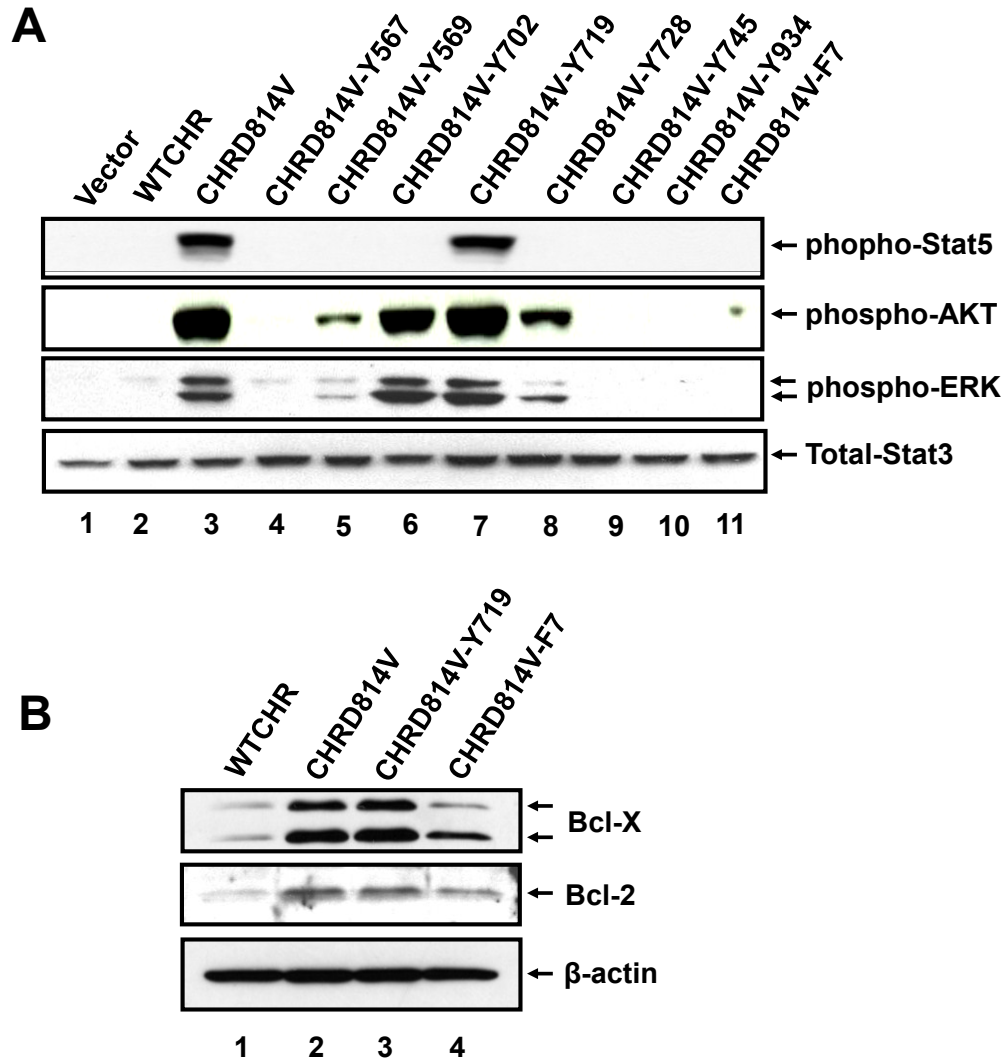 A
Vector
WTCHR
CHRD814V
CHRD814V-Y567
CHRD814V-Y569
CHRD814V-Y702
CHRD814V-Y719
CHRD814V-Y728
CHRD814V-Y745
CHRD814V-Y934
CHRD814V-F7
phopho-Stat5
phospho-AKT
phospho-ERK
Total-Stat3
1 2 3 4 5 6 7 8 9 10 11
B
WTCHR
CHRD814V
CHRD814V-Y719
CHRD814V-F7
Bcl-X
Bcl-2
β-actin
1 2 3 4